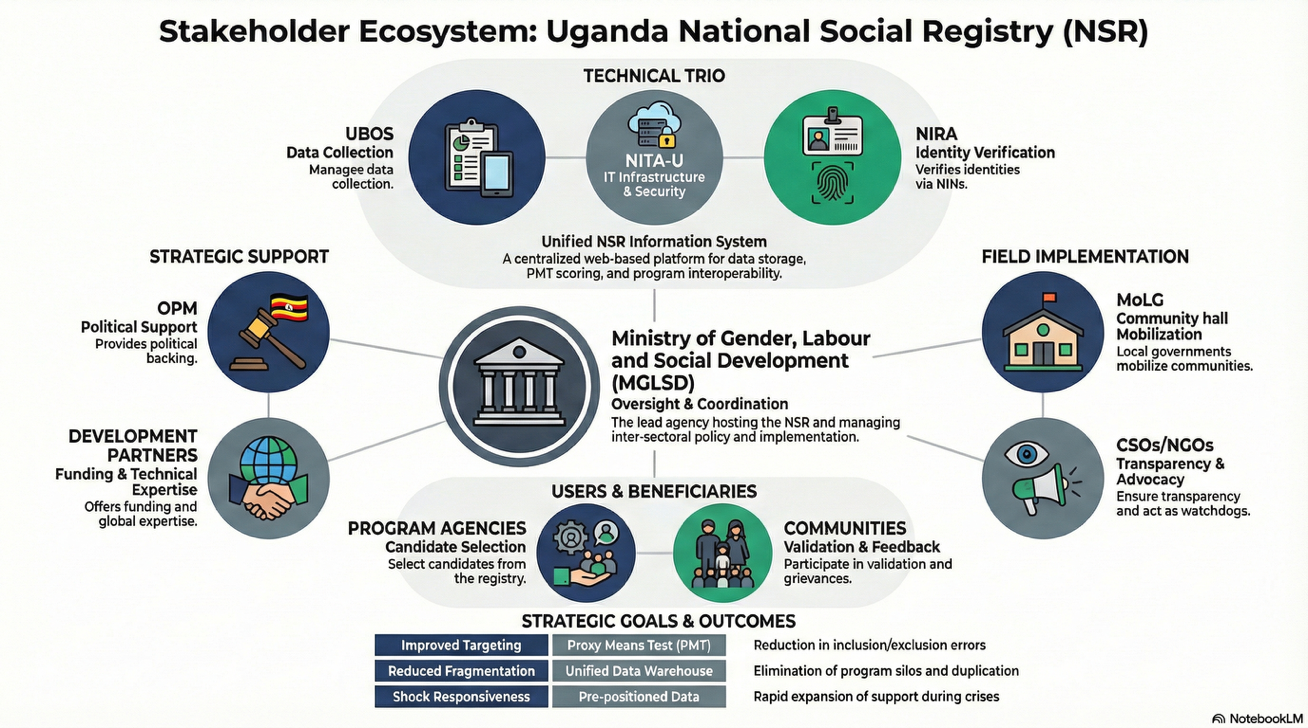 Stakeholder Ecosystem: Uganda National Social Registry (NSR)
TECHNICAL TRIO
UBOS
Data Collection
Managee data
collection.
NITA-U
IT Infrastructure
& Security
NIRA
Identity Verification
Verifies identities
via NINs.
Unified NSR Information System
A centralized web-based platform for data storage,
PMT scoring, and program interoperability.
STRATEGIC SUPPORT
OPM
Political Support
Provides political
backing.
DEVELOPMENT
PARTNERS
Funding & Technical
Expertise
Offers funding and
global expertise.
Ministry of Gender, Labour
and Social Development
(MGLSD)
Oversight & Coordination
The lead agency hosting the NSR and managing
inter-sectoral policy and implementation.
FIELD IMPLEMENTATION
MoLG
Community hall
Mobilization
Local governments
mobilize communities.
CSOs/NGOs
Transparency &
Advocacy
Ensure transparency
and act as watchdogs.
USERS & BENEFICIARIES
PROGRAM AGENCIES
Candidate Selection
Select candidates from
the registry.
COMMUNITIES
Validation & Feedback
Participate in validation and
grievances.
STRATEGIC GOALS & OUTCOMES
Improved Targeting Proxy Means Test (PMT) Reduction in inclusion/exclusion errors
Reduced Fragmentation Unified Data Warehouse Elimination of program silos and duplication
Shock Responsiveness Pre-positioned Data Rapid expansion of support during crises
NotebookLM